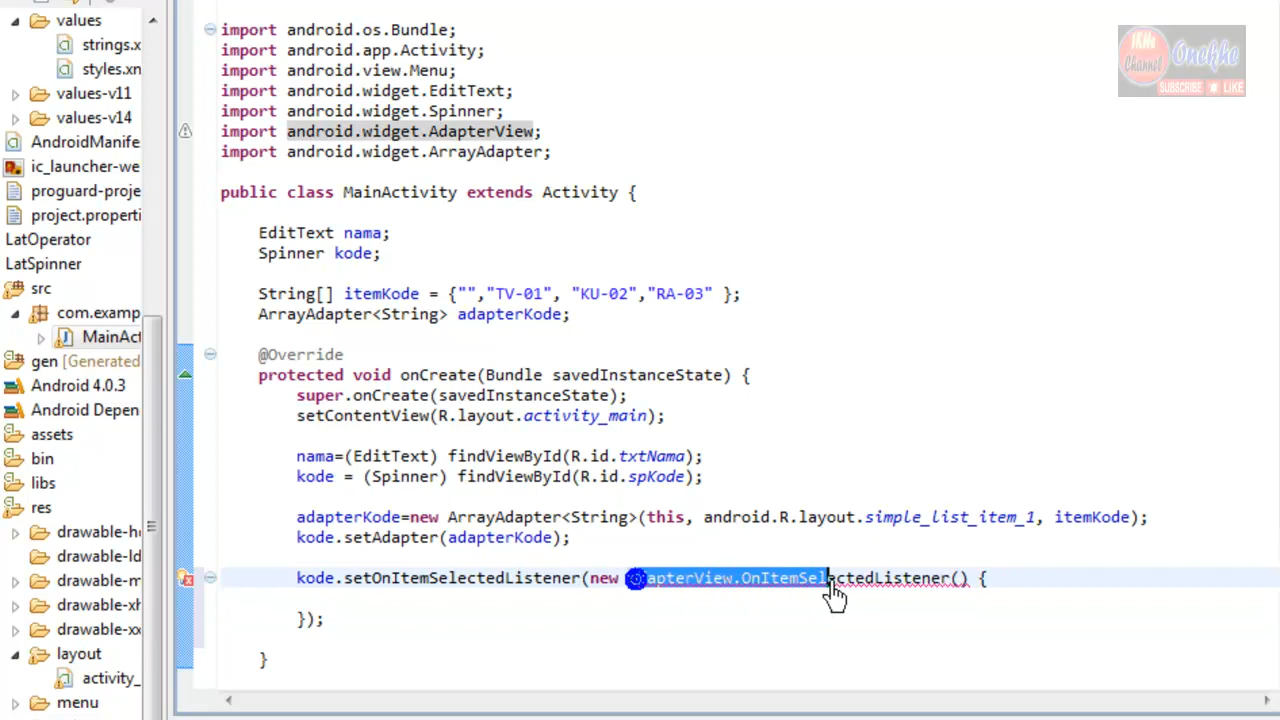 values
strings.x
styles.xn
values-v11
values-v14
AndroidManife
ic_launcher-we
proguard-proje
project.properti
LatOperator
LatSpinner
src
com.examp
MainAct
gen [Generated
Android 4.0.3
Android Depen
assets
bin
libs
res
drawable-h
drawable-ld
drawable-m
drawable-xh
drawable-xx
layout
activity_
menu
import android.os.Bundle;
import android.app.Activity;
import android.view.Menu;
import android.widget.EditText;
import android.widget.Spinner;
import android.widget.AdapterView;
import android.widget.ArrayAdapter;
public class MainActivity extends Activity {
EditText nama;
Spinner kode;
String[] itemKode = {"","TV-01", "KU-02","RA-03" };
ArrayAdapter<String> adapterKode;
@Override
protected void onCreate(Bundle savedInstanceState) {
super.onCreate(savedInstanceState);
setContentView(R.layout.activity_main);
nama=(EditText) findViewById(R.id.txtNama);
kode = (Spinner) findViewById(R.id.spKode);
adapterKode=new ArrayAdapter<String>(this, android.R.layout.simple_list_item_1, itemKode);
kode.setAdapter(adapterKode);
kode.setOnItemSelectedListener(new AdapterView.OnItemSelectedListener() {
});
}
Channel
Onekhe
SUBSCRIBE LIKE